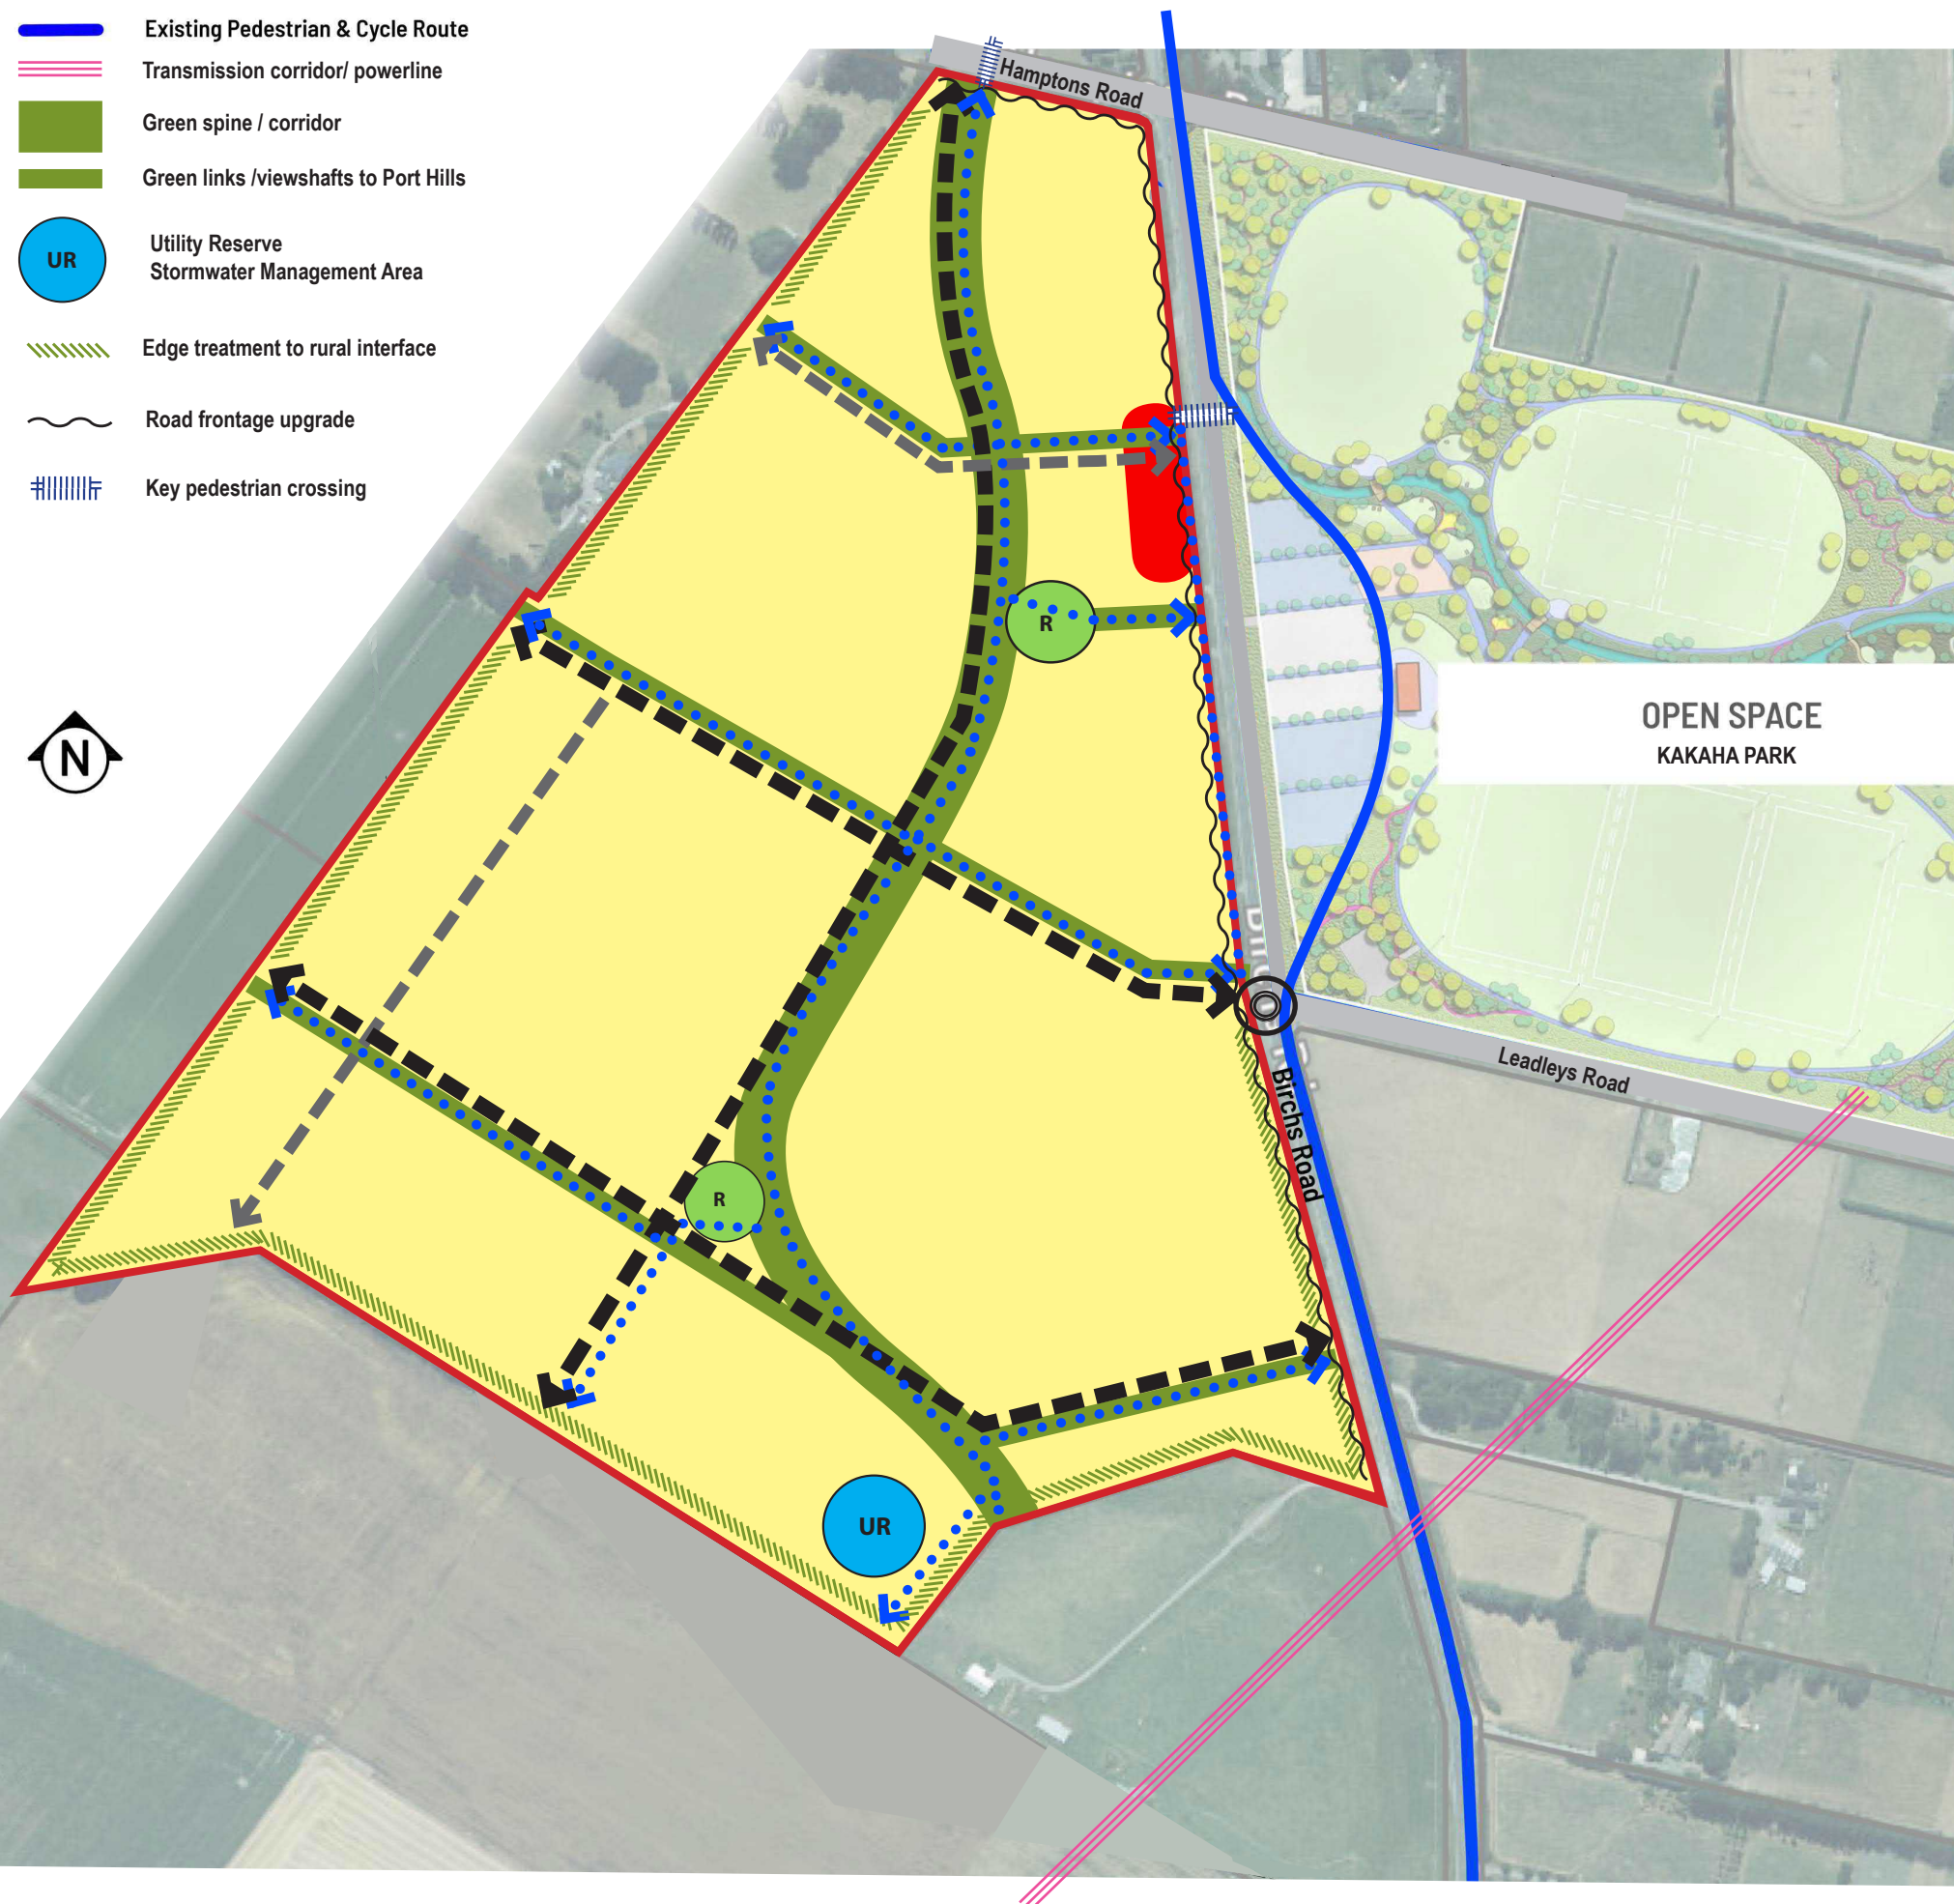 Existing Pedestrian & Cycle Route
Transmission corridor/ powerline
Green spine / corridor
Green links /viewshafts to Port Hills
UR
Utility Reserve
Stormwater Management Area
Edge treatment to rural interface
Road frontage upgrade
Key pedestrian crossing
N
Hamptons Road
R
OPEN SPACE
KAKAHA PARK
Leadleys Road
Birchs Road
R
UR